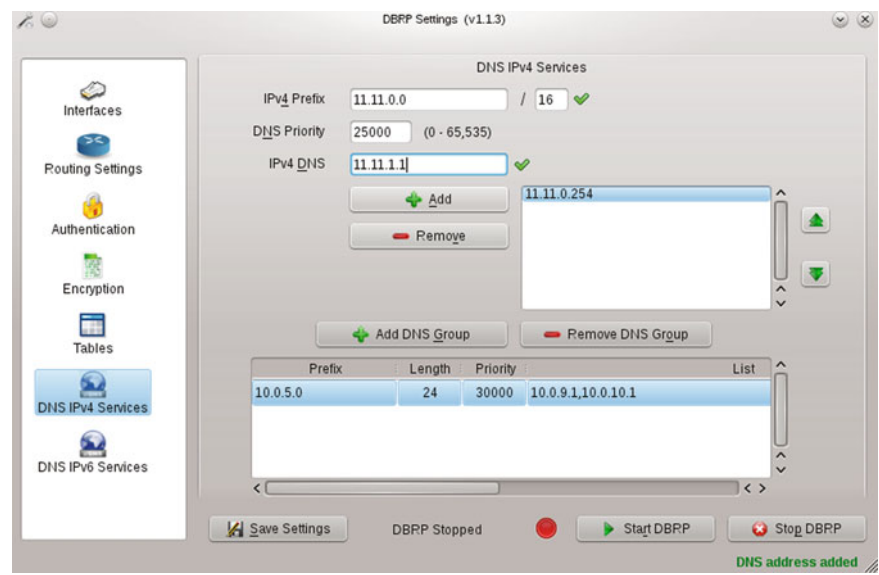 DBRP Settings (v1.1.3)
DNS IPv4 Services
Interfaces
Routing Settings
Authentication
Encryption
Tables
DNS IPv4 Services
DNS IPv6 Services
IPv4 Prefix 11.11.0.0 / 16
DNS Priority 25000 (0 - 65,535)
IPv4 DNS 11.11.1.1
Add
Remove
11.11.0.254
Add DNS Group
Remove DNS Group
Prefix Length Priority List
10.0.5.0 24 30000 10.0.9.1,10.0.10.1
Save Settings
DBRP Stopped
Start DBRP
Stop DBRP
DNS address added